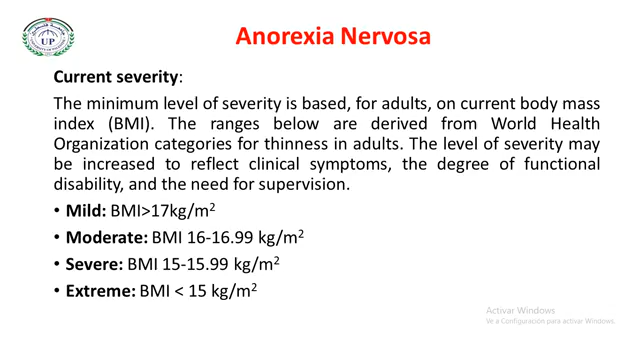 UP
Anorexia Nervosa
Current severity:
The minimum level of severity is based, for adults, on current body mass
index (BMI). The ranges below are derived from World Health
Organization categories for thinness in adults. The level of severity may
be increased to reflect clinical symptoms, the degree of functional
disability, and the need for supervision.
• Mild: BMI>17kg/m²
• Moderate: BMI 16-16.99 kg/m²
• Severe: BMI 15-15.99 kg/m²
• Extreme: BMI < 15 kg/m²
Activar Windows
Ve a Configuración para activar Windows.